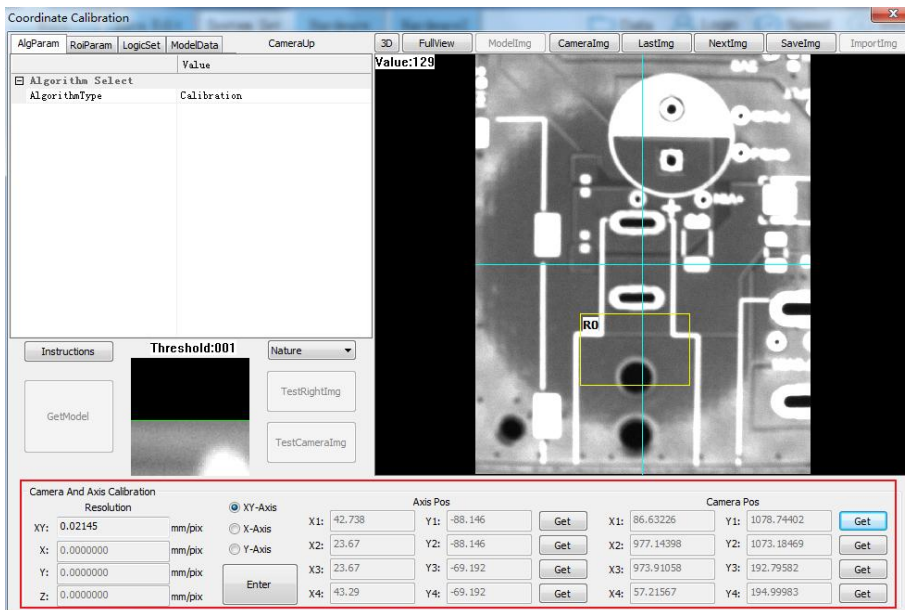 Coordinate Calibration
AlgParam RoiParam LogicSet ModelData CameraUp 3D FullView ModelImg CameraImg LastImg NextImg SaveImg ImportImg
Value
Value:129
Algorithm Select
AlgorithmType Calibration
R0
Instructions Threshold:001 Nature
GetModel
TestRightImg
TestCameraImg
Camera And Axis Calibration
Resolution XY-Axis Axis Pos Camera Pos
XY: 0.02145 mm/pix X1: 42.738 Y1: -88.146 Get X1: 86.63226 Y1: 1078.74402 Get
X: 0.0000000 mm/pix X-Axis X2: 23.67 Y2: -88.146 Get X2: 977.14398 Y2: 1073.18469 Get
Y: 0.0000000 mm/pix Y-Axis X3: 23.67 Y3: -69.192 Get X3: 973.91058 Y3: 192.79582 Get
Z: 0.0000000 mm/pix Enter X4: 43.29 Y4: -69.192 Get X4: 57.21567 Y4: 194.99983 Get